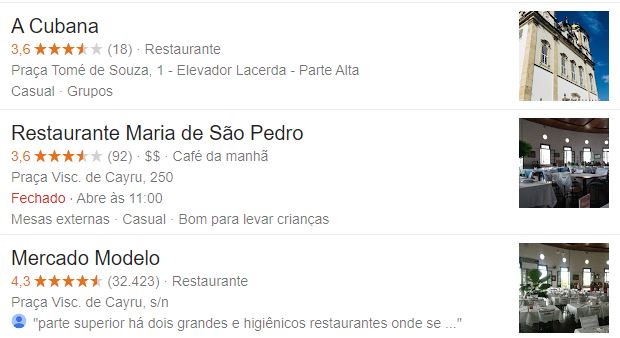 A Cubana
3,6 (18) · Restaurante
Praça Tomé de Souza, 1 - Elevador Lacerda - Parte Alta
Casual · Grupos
Restaurante Maria de São Pedro
3,6 (92) · $$ · Café da manhã
Praça Visc. de Cayru, 250
Fechado · Abre às 11:00
Mesas externas · Casual · Bom para levar crianças
Mercado Modelo
4,3 (32.423) · Restaurante
Praça Visc. de Cayru, s/n
"parte superior há dois grandes e higiênicos restaurantes onde se ..."